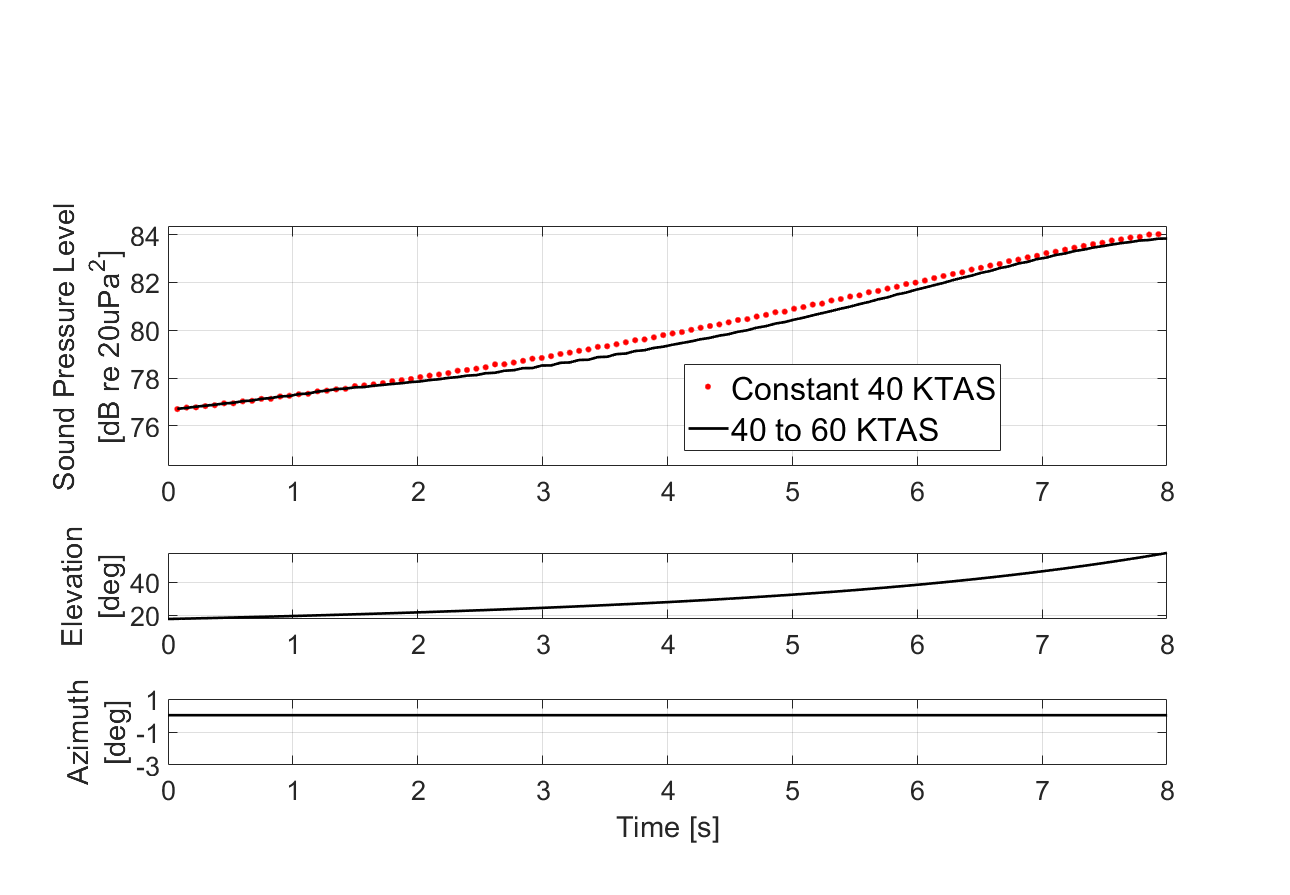 Sound Pressure Level
[dB re 20uPa²]
84
82
80
78
76
Constant 40 KTAS
40 to 60 KTAS
0 1 2 3 4 5 6 7 8
Elevation
[deg]
40
20
0 1 2 3 4 5 6 7 8
Azimuth
[deg]
1
-1
-3
0 1 2 3 4 5 6 7 8
Time [s]